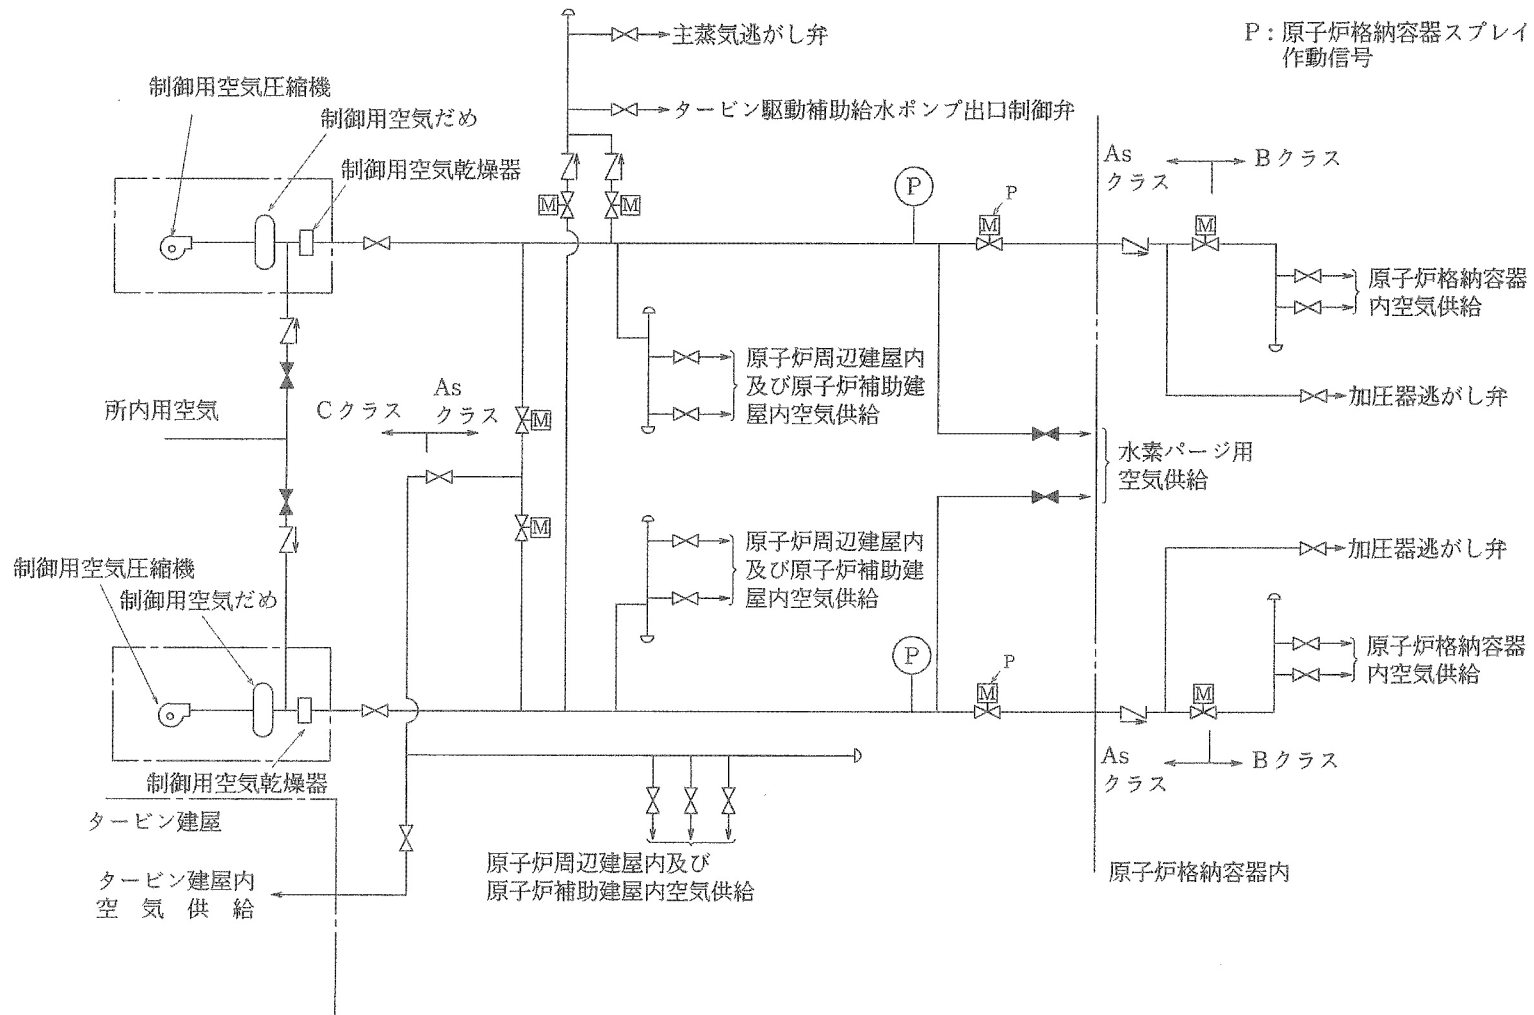 主蒸気逃がし弁
P：原子炉格納容器スプレイ
作動信号
制御用空気圧縮機
制御用空気だめ
タービン駆動補助給水ポンプ出口制御弁
制御用空気乾燥器
As
クラス
Bクラス
P
P
M
M
M
M
原子炉格納容器
内空気供給
原子炉周辺建屋内
及び原子炉補助建
屋内空気供給
加圧器逃がし弁
所内用空気
Cクラス
As
クラス
M
水素パージ用
空気供給
M
原子炉周辺建屋内
及び原子炉補助建
屋内空気供給
加圧器逃がし弁
制御用空気圧縮機
制御用空気だめ
P
P
M
M
原子炉格納容器
内空気供給
制御用空気乾燥器
As
クラス
Bクラス
タービン建屋
原子炉周辺建屋内及び
原子炉補助建屋内空気供給
原子炉格納容器内
タービン建屋内
空気供給